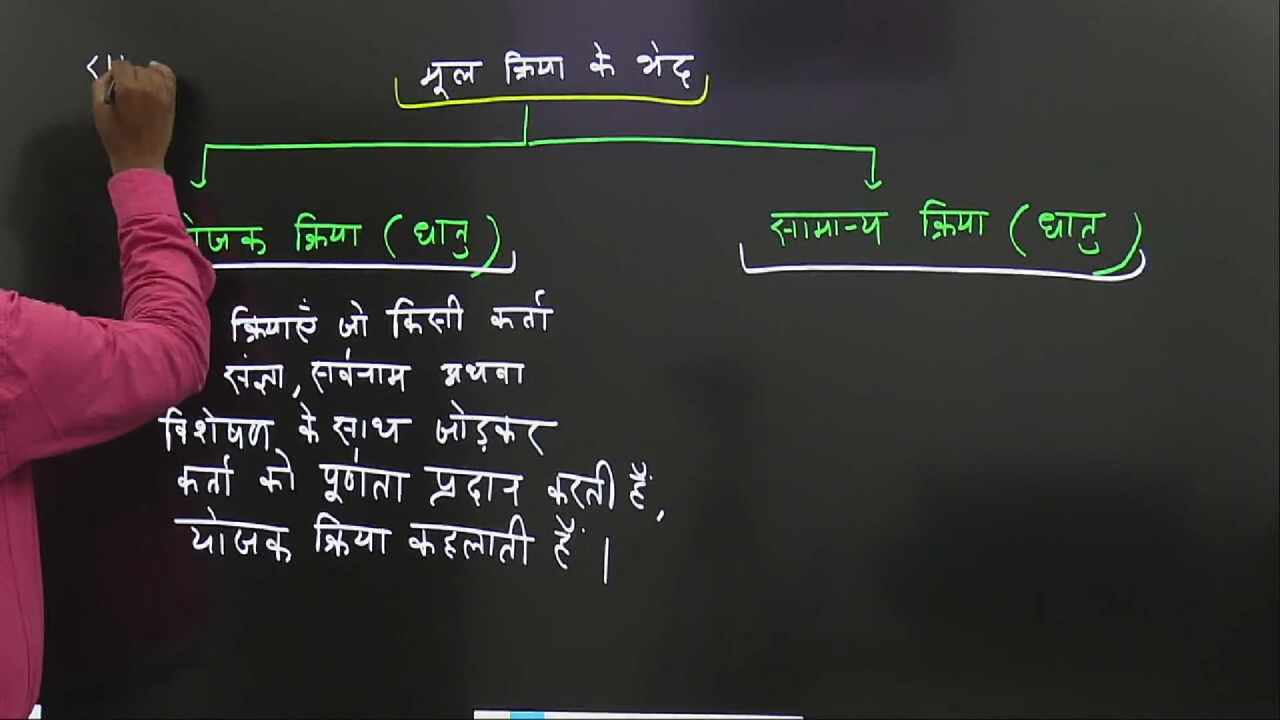 मूल क्रिया के भेद
योजक क्रिया (धातु)
सामान्य क्रिया (धातु)
क्रियाएँ जो किसी कर्ता
संज्ञा, सर्वनाम अथवा
विशेषण के साथ जोड़कर
कर्ता को पूर्णता प्रदान करती हैं,
योजक क्रिया कहलाती हैं।